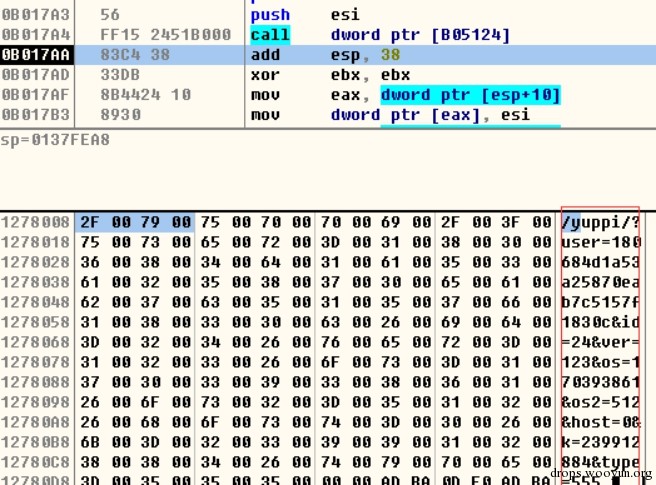 0B017A3 56 push esi
0B017A4 FF15 2451B000 call dword ptr [B05124]
0B017AA 83C4 38 add esp, 38
0B017AD 33DB xor ebx, ebx
0B017AF 8B4424 10 mov eax, dword ptr [esp+10]
0B017B3 8930 mov dword ptr [eax], esi
sp=0137FEA8
1278008 2F 00 79 00 75 00 70 00 70 00 69 00 2F 00 3F 00 /yuppi/?
1278018 75 00 73 00 65 00 72 00 3D 00 31 00 38 00 30 00 user=180
1278028 36 00 38 00 34 00 64 00 31 00 61 00 35 00 33 00 684d1a53
1278038 61 00 32 00 35 00 38 00 37 00 30 00 65 00 61 00 a25870ea
1278048 62 00 37 00 63 00 35 00 31 00 35 00 37 00 66 00 b7c5157f
1278058 31 00 38 00 33 00 30 00 63 00 26 00 69 00 64 00 1830c&id
1278068 3D 00 32 00 34 00 26 00 76 00 65 00 72 00 3D 00 =24&ver=
1278078 31 00 32 00 33 00 26 00 6F 00 73 00 3D 00 31 00 123&os=1
1278088 37 00 30 00 33 00 39 00 33 00 38 00 36 00 31 00 70393861
1278098 26 00 6F 00 73 00 32 00 3D 00 35 00 31 00 32 00 &os2=512
12780A8 26 00 68 00 6F 00 73 00 74 00 3D 00 30 00 26 00 &host=0&
12780B8 6B 00 3D 00 32 00 33 00 39 00 39 00 31 00 32 00 k=239912
12780C8 38 00 38 00 34 00 26 00 74 00 79 00 70 00 65 00 884&type
12780D8 3D 00 35 00 35 00 35 00 00 00 AD BA 0D F0 AD BA =555
drops.wooyun.org